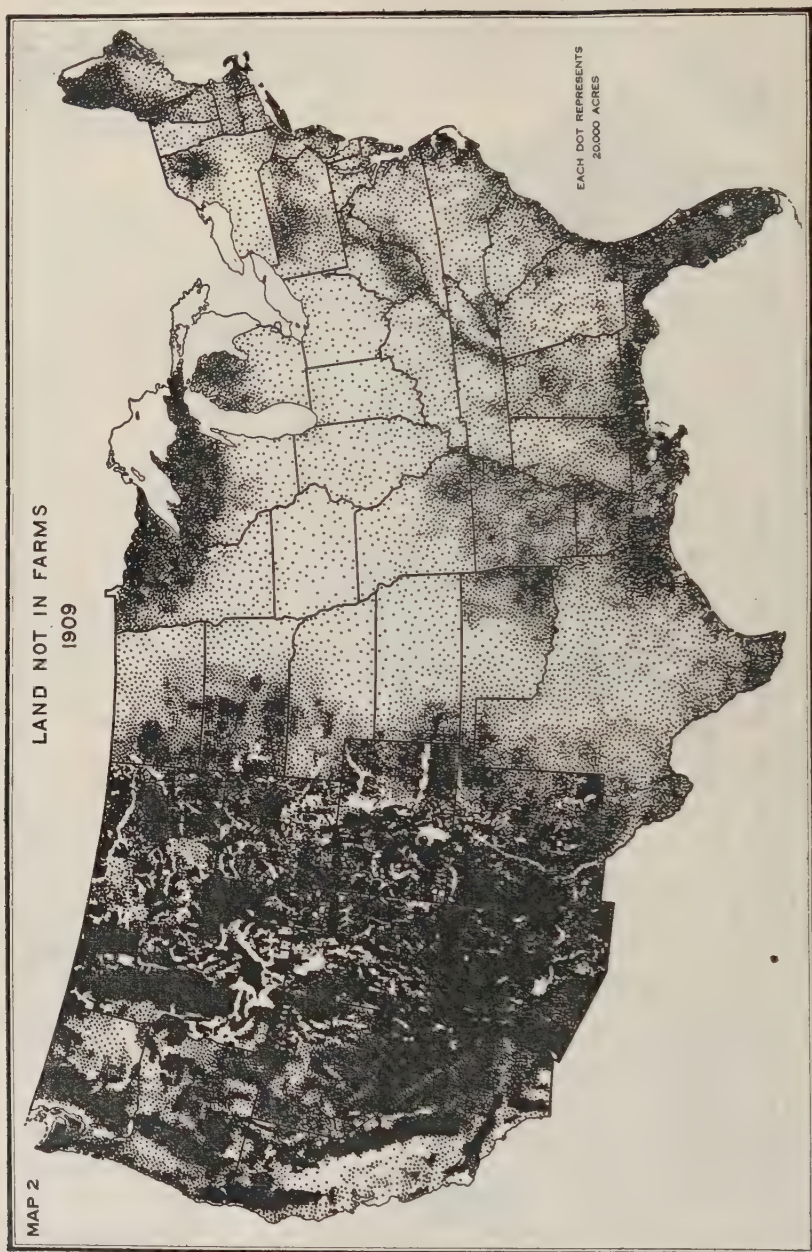 MAP 2
LAND NOT IN FARMS
1909
EACH DOT REPRESENTS
20,000 ACRES